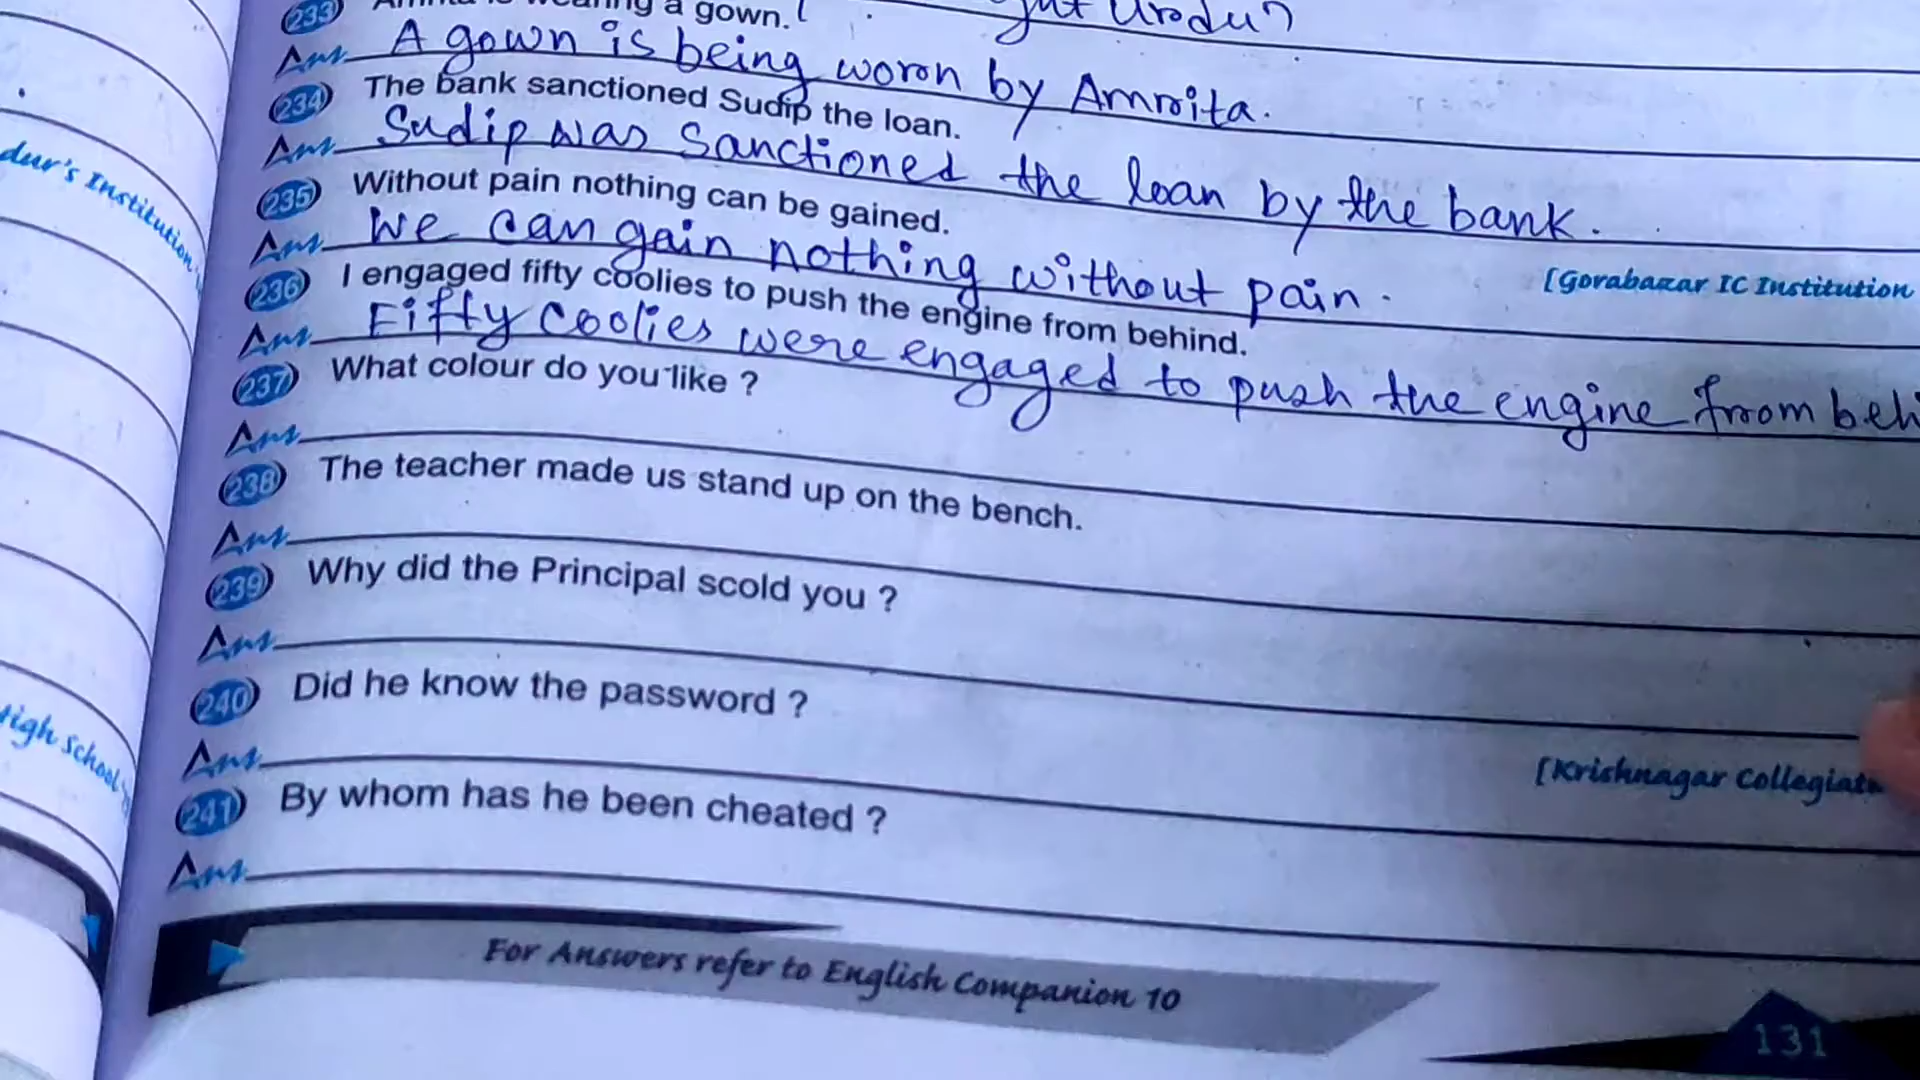 233 is wearing a gown.
Urodu?
Ans. A gown is being woron by Amroita.
234 The bank sanctioned Sudip the loan.
Ans. Sudip was sanctioned the loan by the bank.
235 Without pain nothing can be gained.
Ans. We can gain nothing without pain.
[Gorabazar IC Institution
236 I engaged fifty coolies to push the engine from behind.
Ans. Fifty coolies were engaged to push the engine from behi
237 What colour do you like ?
Ans.
238 The teacher made us stand up on the bench.
Ans.
239 Why did the Principal scold you ?
Ans.
240 Did he know the password ?
Ans.
[Krishnagar Collegiate
241 By whom has he been cheated ?
Ans.
For Answers refer to English Companion 10
131
dur's Institution
High School